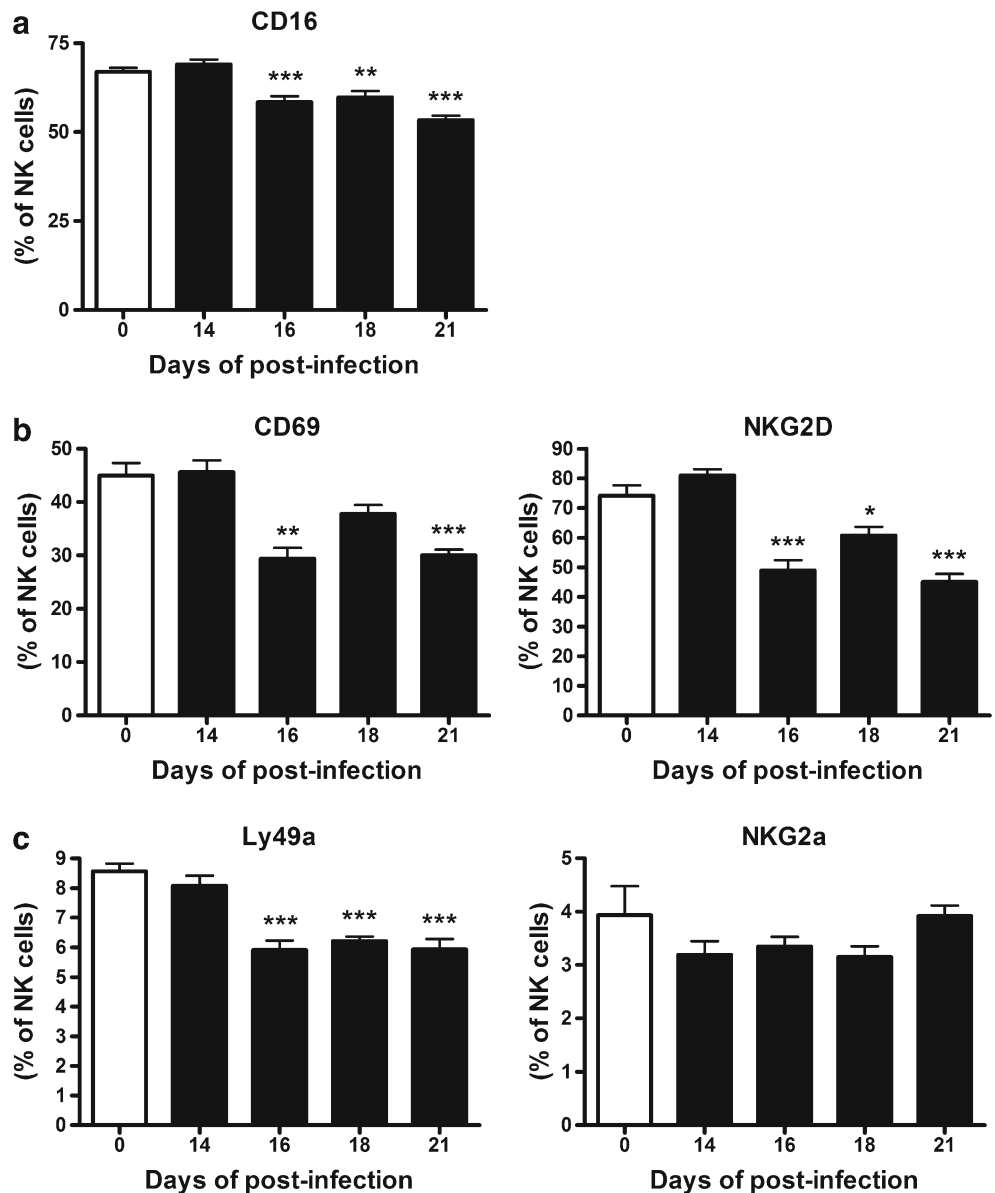 a
CD16
(% of NK cells)
75
50
25
0
***
**
***
0 14 16 18 21
Days of post-infection
b
CD69
(% of NK cells)
50
40
30
20
10
0
**
***
0 14 16 18 21
Days of post-infection
NKG2D
(% of NK cells)
90
80
70
60
50
40
30
20
10
0
***
*
***
0 14 16 18 21
Days of post-infection
c
Ly49a
(% of NK cells)
9
8
7
6
5
4
3
2
1
0
***
***
***
0 14 16 18 21
Days of post-infection
NKG2a
(% of NK cells)
5
4
3
2
1
0
0 14 16 18 21
Days of post-infection